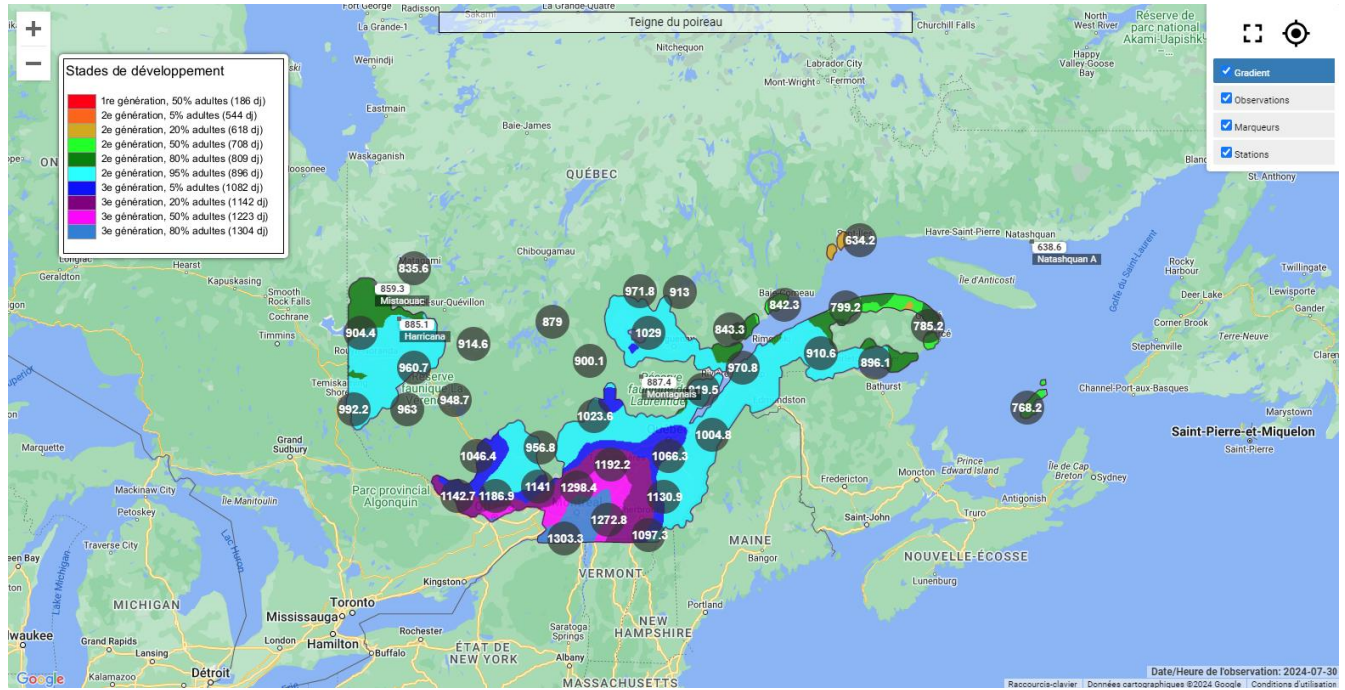 Teigne du poireau
Stades de développement
1re génération, 50% adultes (186 dj)
2e génération, 5% adultes (544 dj)
2e génération, 20% adultes (618 dj)
2e génération, 50% adultes (708 dj)
2e génération, 80% adultes (809 dj)
2e génération, 95% adultes (896 dj)
3e génération, 5% adultes (1082 dj)
3e génération, 20% adultes (1142 dj)
3e génération, 50% adultes (1223 dj)
3e génération, 80% adultes (1304 dj)
Gradient
Observations
Marqueurs
Stations
Radisson
Sakami
La Grande-1
Wemindji
Nitchequon
Churchill Falls
North
West River
Réserve de
parc national
Akami-Uapishk
Happy
Valley-Goose
Bay
Labrador City
Mont-Wright
Fermont
Eastmain
Baie-James
Waskaganish
QUÉBEC
St. Anthony
Chibougamau
Havre-Saint-Pierre
Natashquan
638.6
Natashquan A
634.2
Île d'Anticosti
Golfe du Saint-Laurent
835.6
859.3
Mistaouac
885.1
Harricana
904.4
914.6
879
971.8
913
1029
843.3
842.3
799.2
785.2
Baie-Comeau
Hearst
Geraldton
Kapuskasing
Smooth
Rock Falls
Cochrane
Timmins
960.7
900.1
887.4
Montagnais
970.8
910.6
896.1
Bathurst
992.2
963
948.7
1023.6
1004.8
768.2
Rocky
Harbour
Twillingate
Deer Lake
Lewisporte
Gander
Corner Brook
Terre-Neuve
Stephenville
Channel-Port-aux-Basques
Marystown
Saint-Pierre-et-Miquelon
Saint-Pierre
1046.4
956.8
1192.2
1066.3
1142.7
1186.9
1141
1298.4
1130.9
1272.8
1303.3
1097.3
Grand
Sudbury
Marquette
Mackinaw City
Petoskey
Île Manitoulin
Parc provincial
Algonquin
Traverse City
Lac Huron
Lake Michigan
Kingston
Fredericton
Moncton
Prince
Edward Island
Île de Cap
Breton
Sydney
Antigonish
Truro
Saint-John
NOUVELLE-ÉCOSSE
Lunenburg
MAINE
Bangor
VERMONT
Portland
NEW
HAMPSHIRE
MICHIGAN
Toronto
Mississauga
Hamilton
London
Rochester
Buffalo
ÉTAT DE
NEW YORK
Saratoga
Springs
Albany
MASSACHUSETTS
Grand Rapids
Lansing
Kalamazoo
Détroit
Google
Date/Heure de l'observation: 2024-07-30
Raccourcis-clavier
Données cartographiques ©2024 Google
Conditions d'utilisation